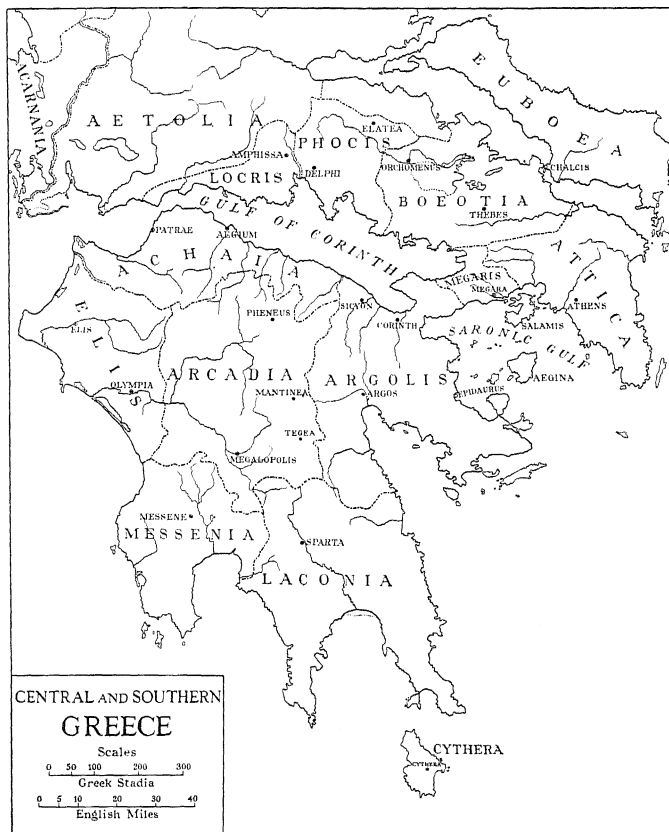 EUBOEA
ACARNANIA
AETOLIA
ELATEA
PHOCIS
AMPHISSA
ORCHOMENUS
CHALCIS
DELPHI
LOCRIS
BOEOTIA
THEBES
GULF OF CORINTH
PATRAE
AEGIUM
ATTICA
ACHAIA
MEGARIS
MEGARA
ELIS
SICYON
ATHENS
PHENEUS
CORINTH
SALAMIS
ELIS
SARONIC GULF
ARCADIA
ARGOLIS
AEGINA
OLYMPIA
MANTINEA
ARGOS
EPIDAURUS
TEGEA
MEGALOPOLIS
MESSENE
MESSENIA
SPARTA
LACONIA
CENTRAL AND SOUTHERN
GREECE
Scales
0 50 100 200 300
Greek Stadia
0 5 10 20 30 40
English Miles
CYTHERA
CYTHERA